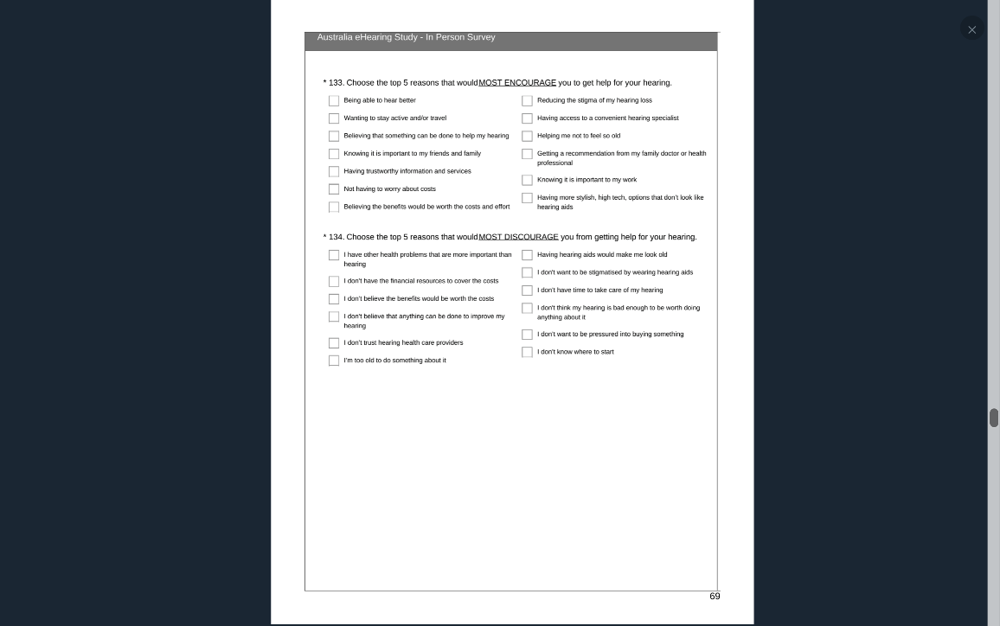 Australia eHearing Study - In Person Survey
* 133. Choose the top 5 reasons that would MOST ENCOURAGE you to get help for your hearing.
Being able to hear better
Wanting to stay active and/or travel
Believing that something can be done to help my hearing
Knowing it is important to my friends and family
Having trustworthy information and services
Not having to worry about costs
Believing the benefits would be worth the costs and effort
Reducing the stigma of my hearing loss
Having access to a convenient hearing specialist
Helping me not to feel so old
Getting a recommendation from my family doctor or health
professional
Knowing it is important to my work
Having more stylish, high tech, options that don't look like
hearing aids
* 134. Choose the top 5 reasons that would MOST DISCOURAGE you from getting help for your hearing.
I have other health problems that are more important than
hearing
I don't have the financial resources to cover the costs
I don't believe the benefits would be worth the costs
I don't believe that anything can be done to improve my
hearing
I don't trust hearing health care providers
I'm too old to do something about it
Having hearing aids would make me look old
I don't want to be stigmatised by wearing hearing aids
I don't have time to take care of my hearing
I don't think my hearing is bad enough to be worth doing
anything about it
I don't want to be pressured into buying something
I don't know where to start
69